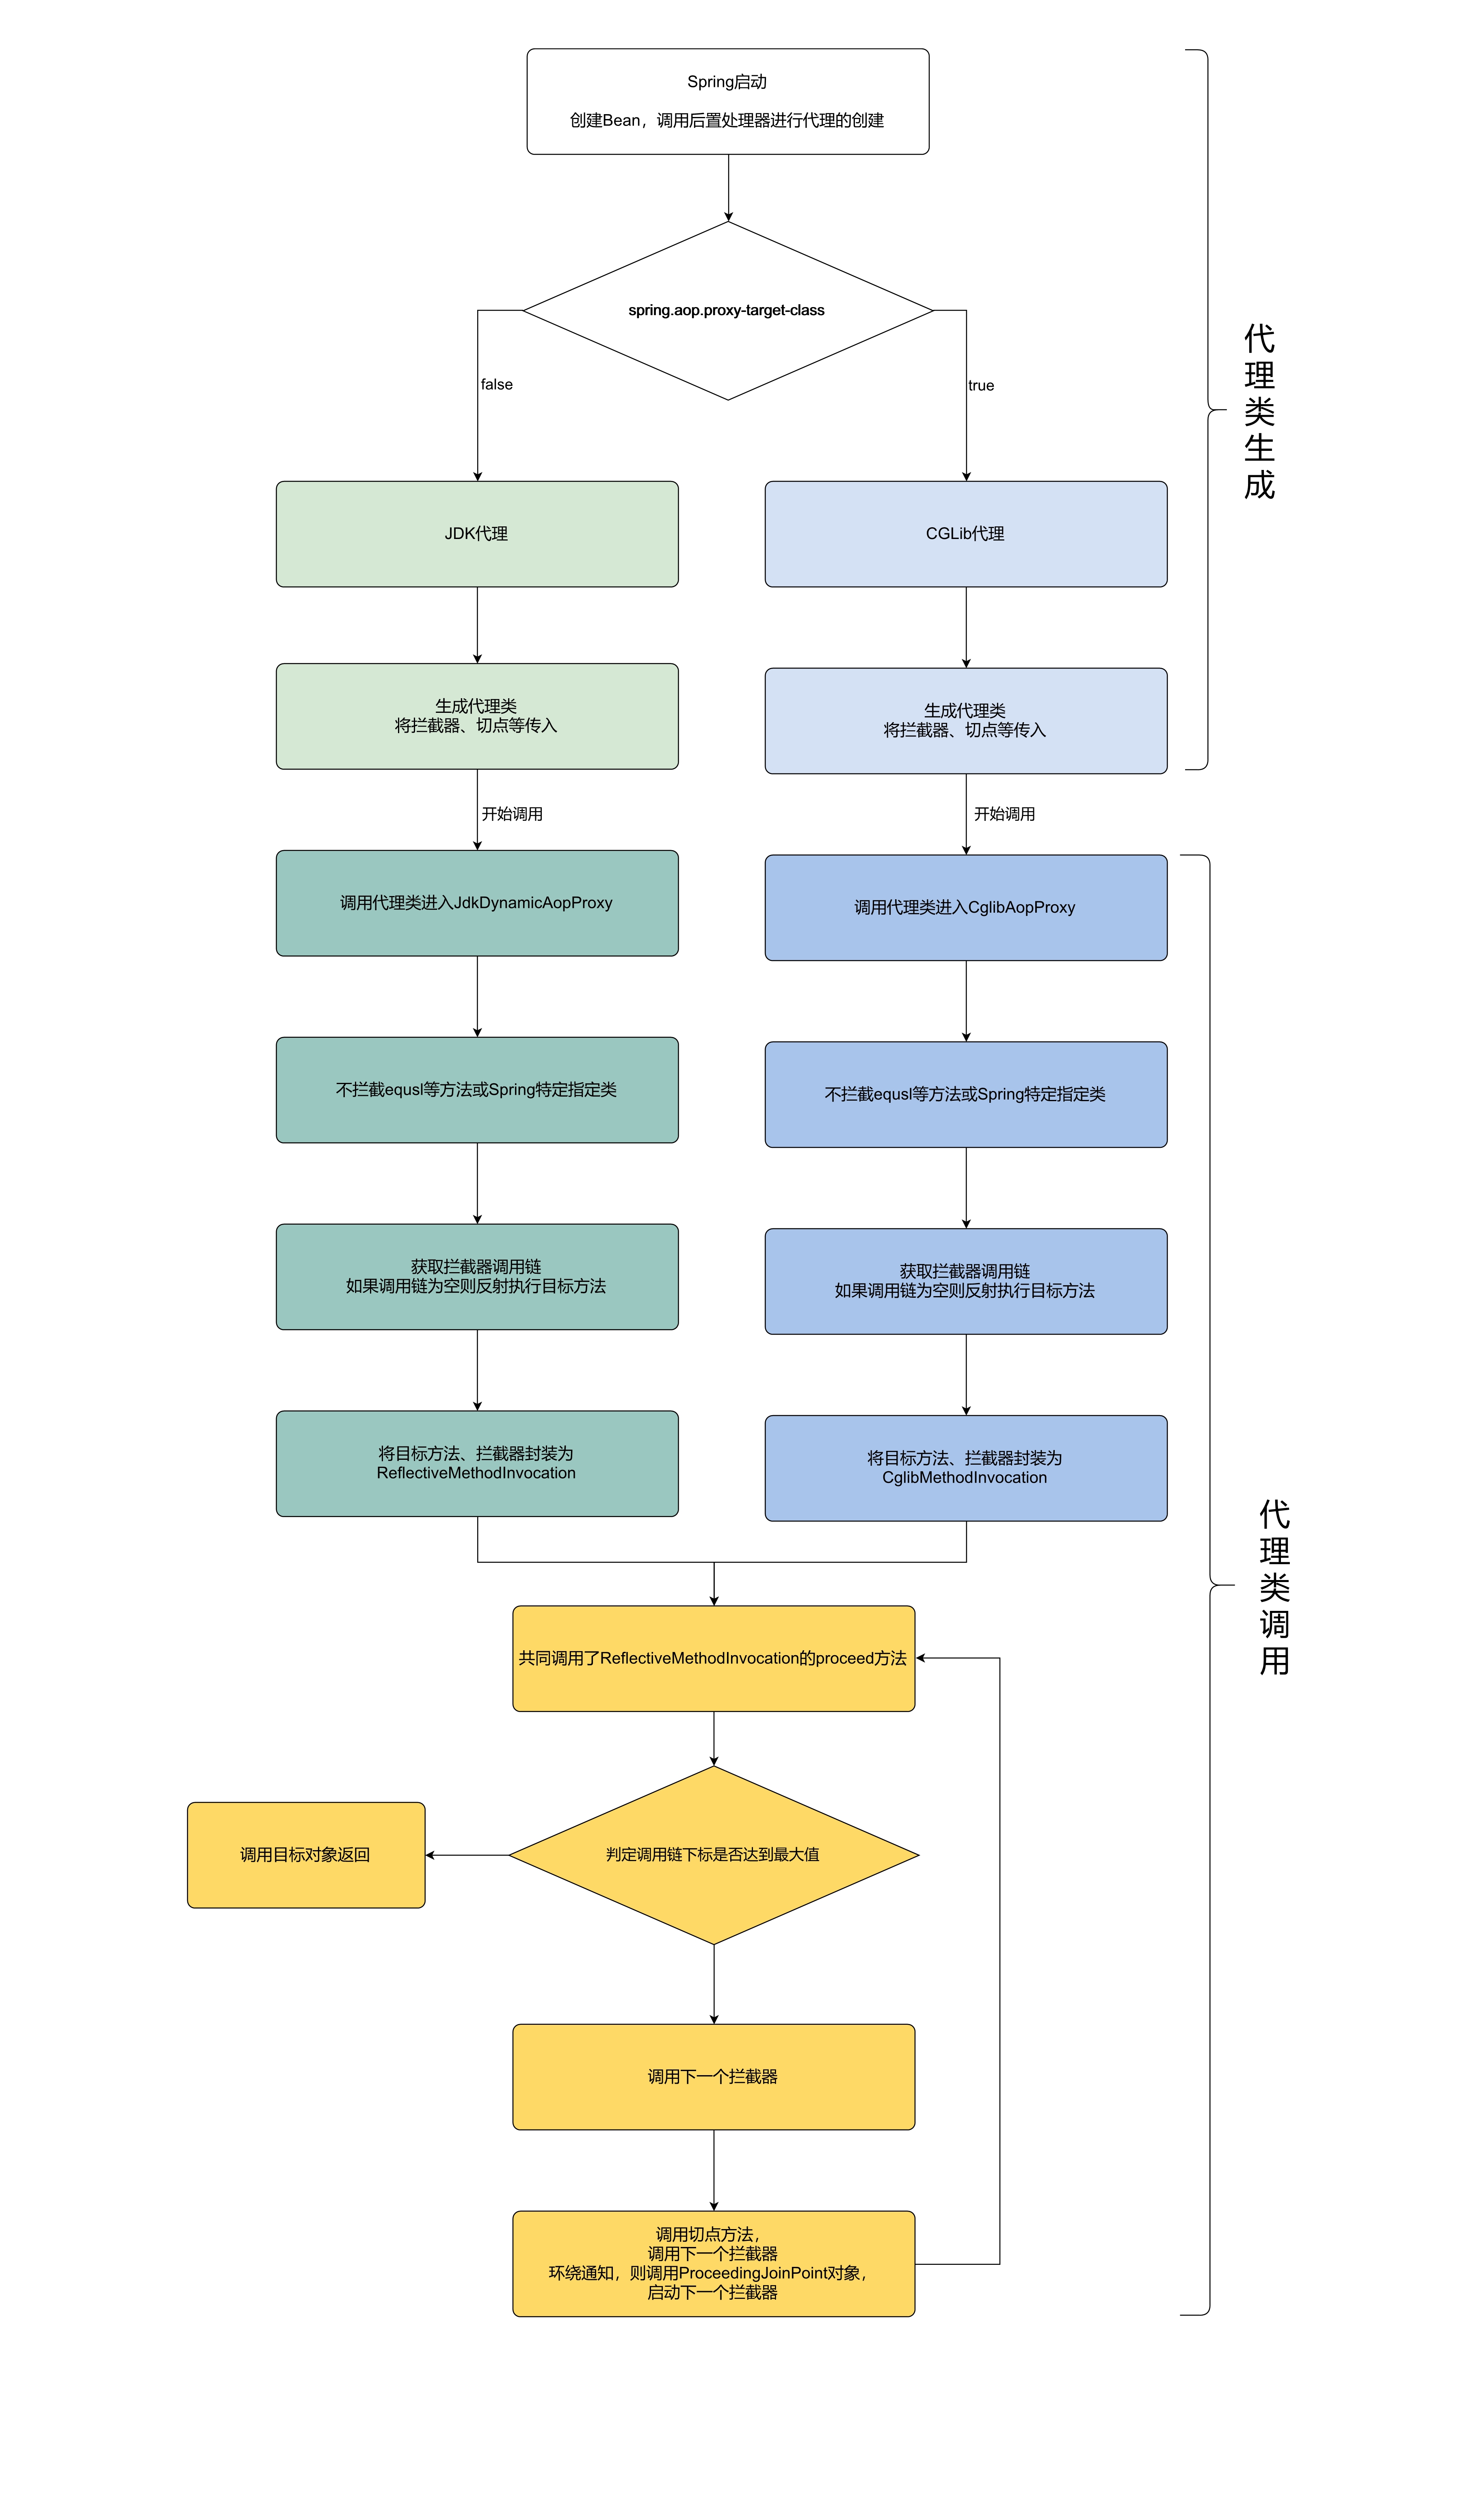 Spring启动
创建Bean，调用后置处理器进行代理的创建
spring.aop.proxy-target-class
false
true
代理类生成
JDK代理
CGLib代理
生成代理类
将拦截器、切点等传入
生成代理类
将拦截器、切点等传入
开始调用
开始调用
调用代理类进入JdkDynamicAopProxy
调用代理类进入CglibAopProxy
不拦截equsl等方法或Spring特定指定类
不拦截equsl等方法或Spring特定指定类
获取拦截器调用链
如果调用链为空则反射执行目标方法
获取拦截器调用链
如果调用链为空则反射执行目标方法
将目标方法、拦截器封装为
ReflectiveMethodInvocation
将目标方法、拦截器封装为
CglibMethodInvocation
代理类调用
共同调用了ReflectiveMethodInvocation的proceed方法
判定调用链下标是否达到最大值
调用目标对象返回
调用下一个拦截器
调用切点方法，
调用下一个拦截器
环绕通知，则调用ProceedingJoinPoint对象，
启动下一个拦截器